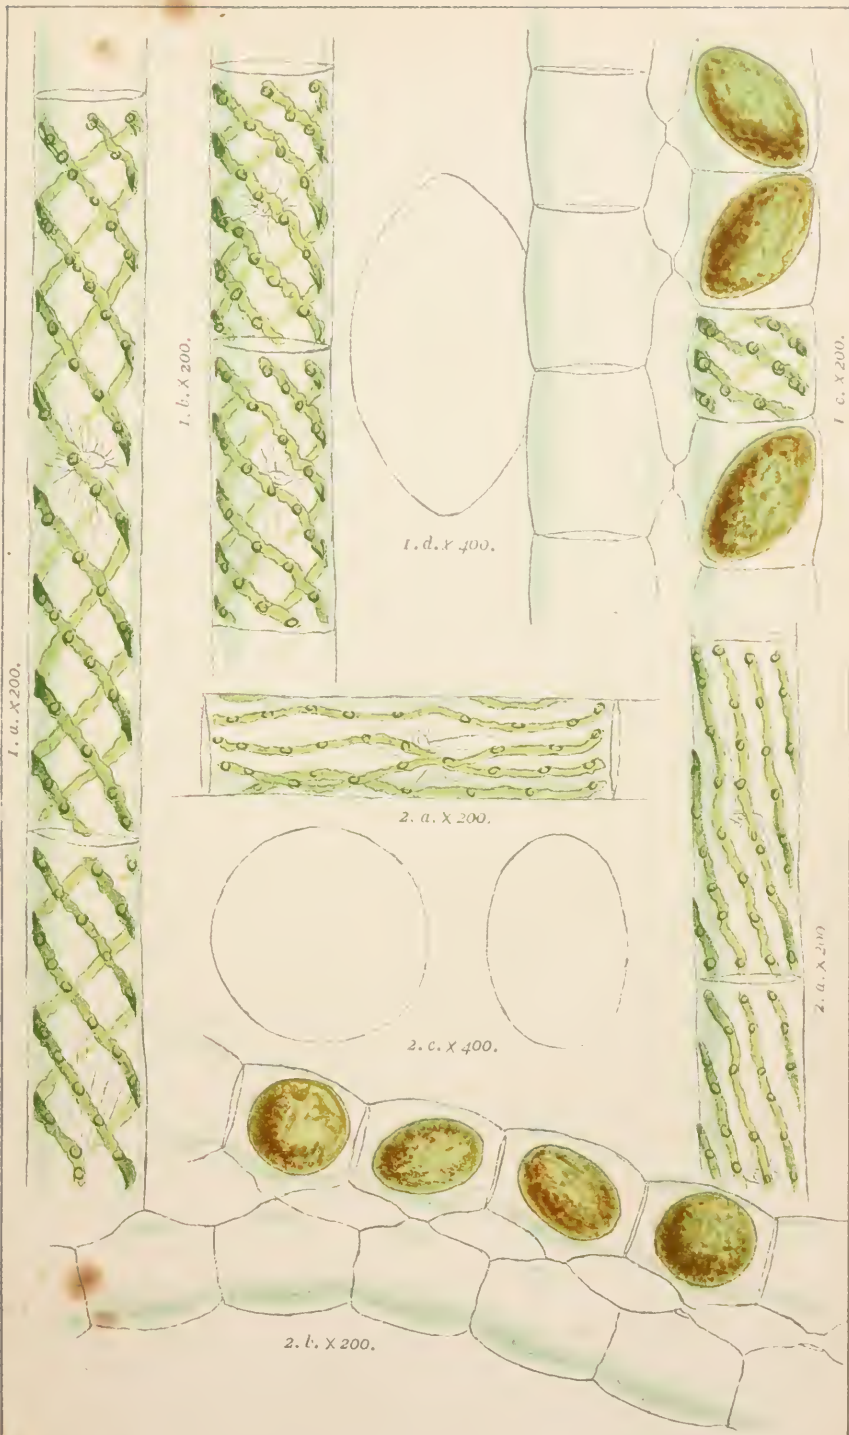 1. a. X 200.
1. b. X 200.
1. d. X 400.
1 c. X 200.
2. a. X 200.
2. a. X 200
2. c. X 400.
2. b. X 200.